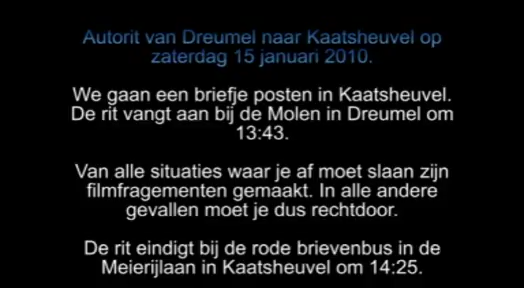 Autorit van Dreumel naar Kaatsheuvel op
zaterdag 15 januari 2010.
We gaan een briefje posten in Kaatsheuvel.
De rit vangt aan bij de Molen in Dreumel om
13:43.
Van alle situaties waar je af moet slaan zijn
filmfragementen gemaakt. In alle andere
gevallen moet je dus rechtdoor.
De rit eindigt bij de rode brievenbus in de
Meierijlaan in Kaatsheuvel om 14:25.